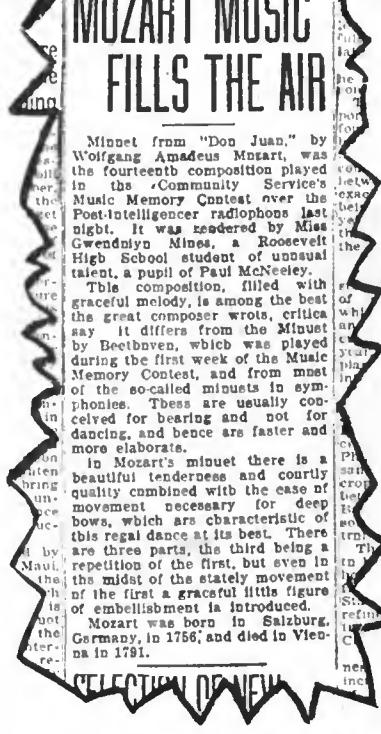 MOZART MUSIC
FILLS THE AIR
Minuet from "Don Juan," by
Wolfgang Amadeus Mozart, was
the fourteenth composition played
in the Community Service's
Music Memory Contest over the
Post-Intelligencer radiophone last
night. It was rendered by Miss
Gwendolyn Mines, a Roosevelt
High School student of unusual
talent, a pupil of Paul McNeeley.
This composition, filled with
graceful melody, is among the best
the great composer wrote, critics
say it differs from the Minuet
by Beethoven, which was played
during the first week of the Music
Memory Contest, and from most
of the so-called minuets in sym-
phonies. These are usually con-
ceived for hearing and not for
dancing, and hence are faster and
more elaborate.
In Mozart's minuet there is a
beautiful tenderness and courtly
quality combined with the ease of
movement necessary for deep
bows, which are characteristic of
this regal dance at its best. There
are three parts, the third being a
repetition of the first, but even in
the midst of the stately movement
of the first a graceful little figure
of embellishment is introduced.
Mozart was born in Salzburg,
Germany, in 1756, and died in Vien-
na in 1791.
SELECTION OF NEW